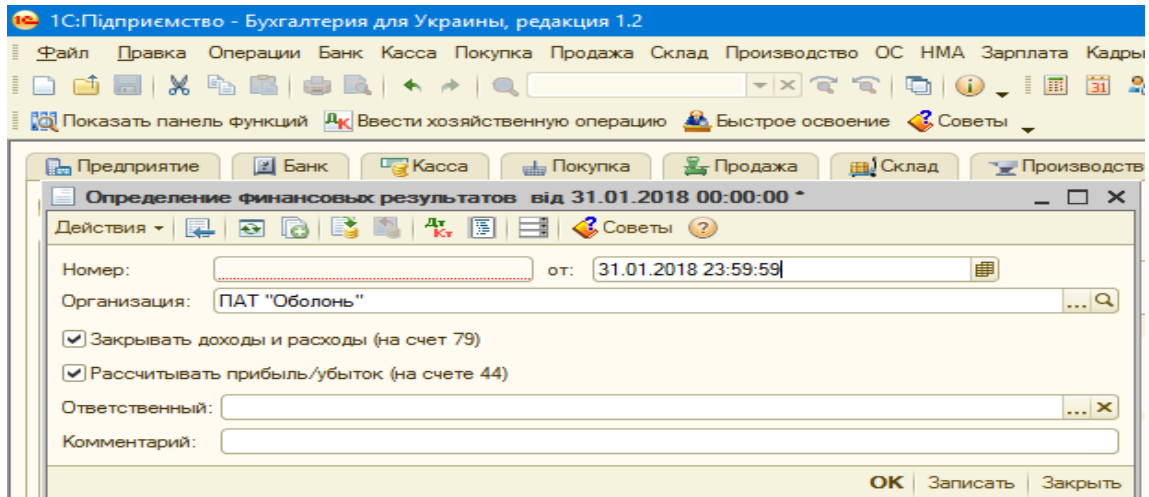 1С:Підприємство - Бухгалтерия для Украины, редакция 1.2
Файл Правка Операции Банк Касса Покупка Продажа Склад Производство ОС НМА Зарплата Кадры
Показать панель функций Ввести хозяйственную операцию Быстрое освоение Советы
Предприятие Банк Касса Покупка Продажа Склад Производств
Определение финансовых результатов від 31.01.2018 00:00:00 *
Действия Дт Кт Советы
Номер: от: 31.01.2018 23:59:59
Организация: ПАТ "Оболонь" ...
Закрывать доходы и расходы (на счет 79)
Рассчитывать прибыль/убыток (на счете 44)
Ответственный: ...
Комментарий:
OK Записать Закрыть